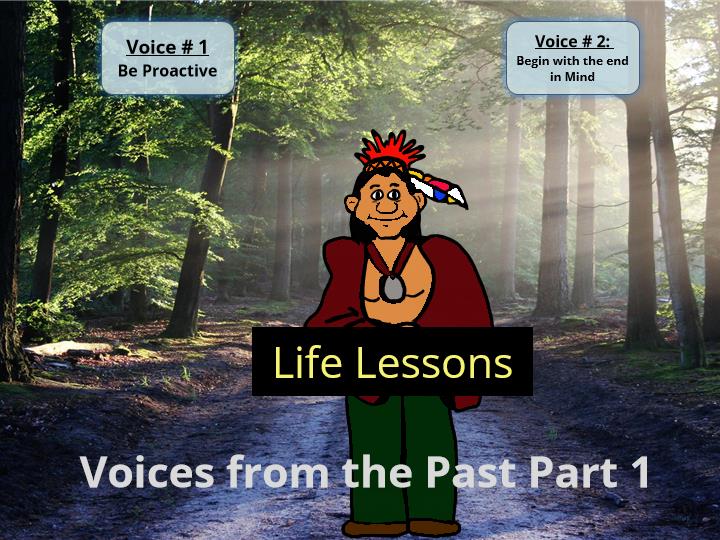 Voice # 1
Be Proactive
Voice # 2:
Begin with the end
in Mind
Life Lessons
Voices from the Past Part 1